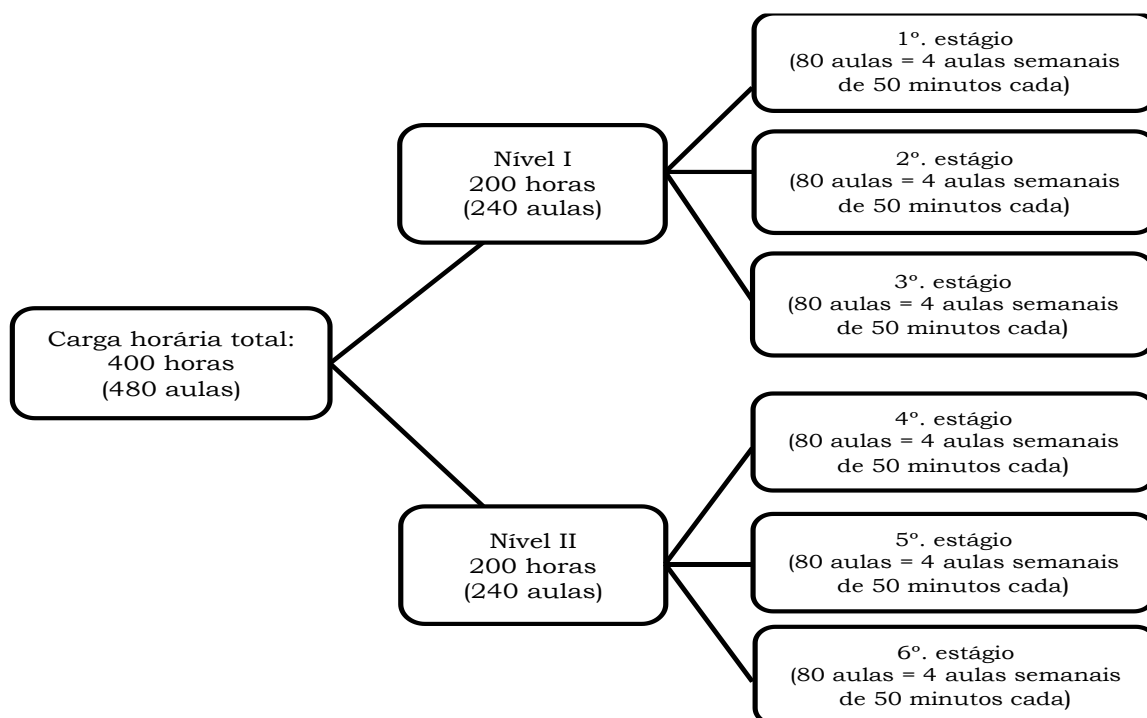 1º. estágio
(80 aulas = 4 aulas semanais
de 50 minutos cada)
Nível I
200 horas
(240 aulas)
2º. estágio
(80 aulas = 4 aulas semanais
de 50 minutos cada)
3º. estágio
(80 aulas = 4 aulas semanais
de 50 minutos cada)
Carga horária total:
400 horas
(480 aulas)
4º. estágio
(80 aulas = 4 aulas semanais
de 50 minutos cada)
Nível II
200 horas
(240 aulas)
5º. estágio
(80 aulas = 4 aulas semanais
de 50 minutos cada)
6º. estágio
(80 aulas = 4 aulas semanais
de 50 minutos cada)